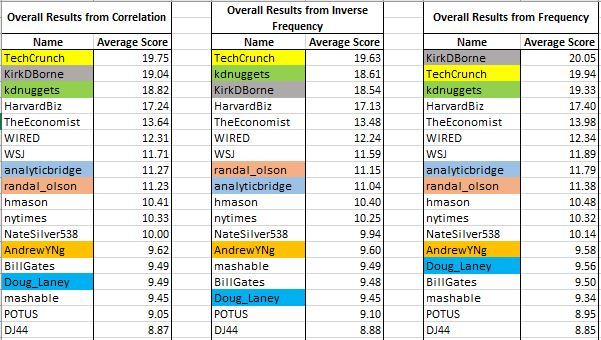 Overall Results from Correlation
Name Average Score
TechCrunch 19.75
KirkDBorne 19.04
kdnuggets 18.82
HarvardBiz 17.24
TheEconomist 13.64
WIRED 12.31
WSJ 11.71
analyticbridge 11.27
randal_olson 11.23
hmason 10.41
nytimes 10.33
NateSilver538 10.00
AndrewYNg 9.62
BillGates 9.49
Doug_Laney 9.49
mashable 9.45
POTUS 9.05
DJ44 8.87
Overall Results from Inverse
Frequency
Name Average Score
TechCrunch 19.63
kdnuggets 18.61
KirkDBorne 18.54
HarvardBiz 17.13
TheEconomist 13.48
WIRED 12.24
WSJ 11.59
randal_olson 11.15
analyticbridge 11.04
hmason 10.40
nytimes 10.25
NateSilver538 9.94
AndrewYNg 9.60
mashable 9.49
BillGates 9.48
Doug_Laney 9.45
POTUS 9.10
DJ44 8.88
Overall Results from Frequency
Name Average Score
KirkDBorne 20.05
TechCrunch 19.94
kdnuggets 19.33
HarvardBiz 17.40
TheEconomist 13.98
WIRED 12.34
WSJ 11.89
analyticbridge 11.79
randal_olson 11.38
hmason 10.48
nytimes 10.32
NateSilver538 10.14
AndrewYNg 9.58
Doug_Laney 9.56
BillGates 9.50
mashable 9.34
POTUS 8.95
DJ44 8.85